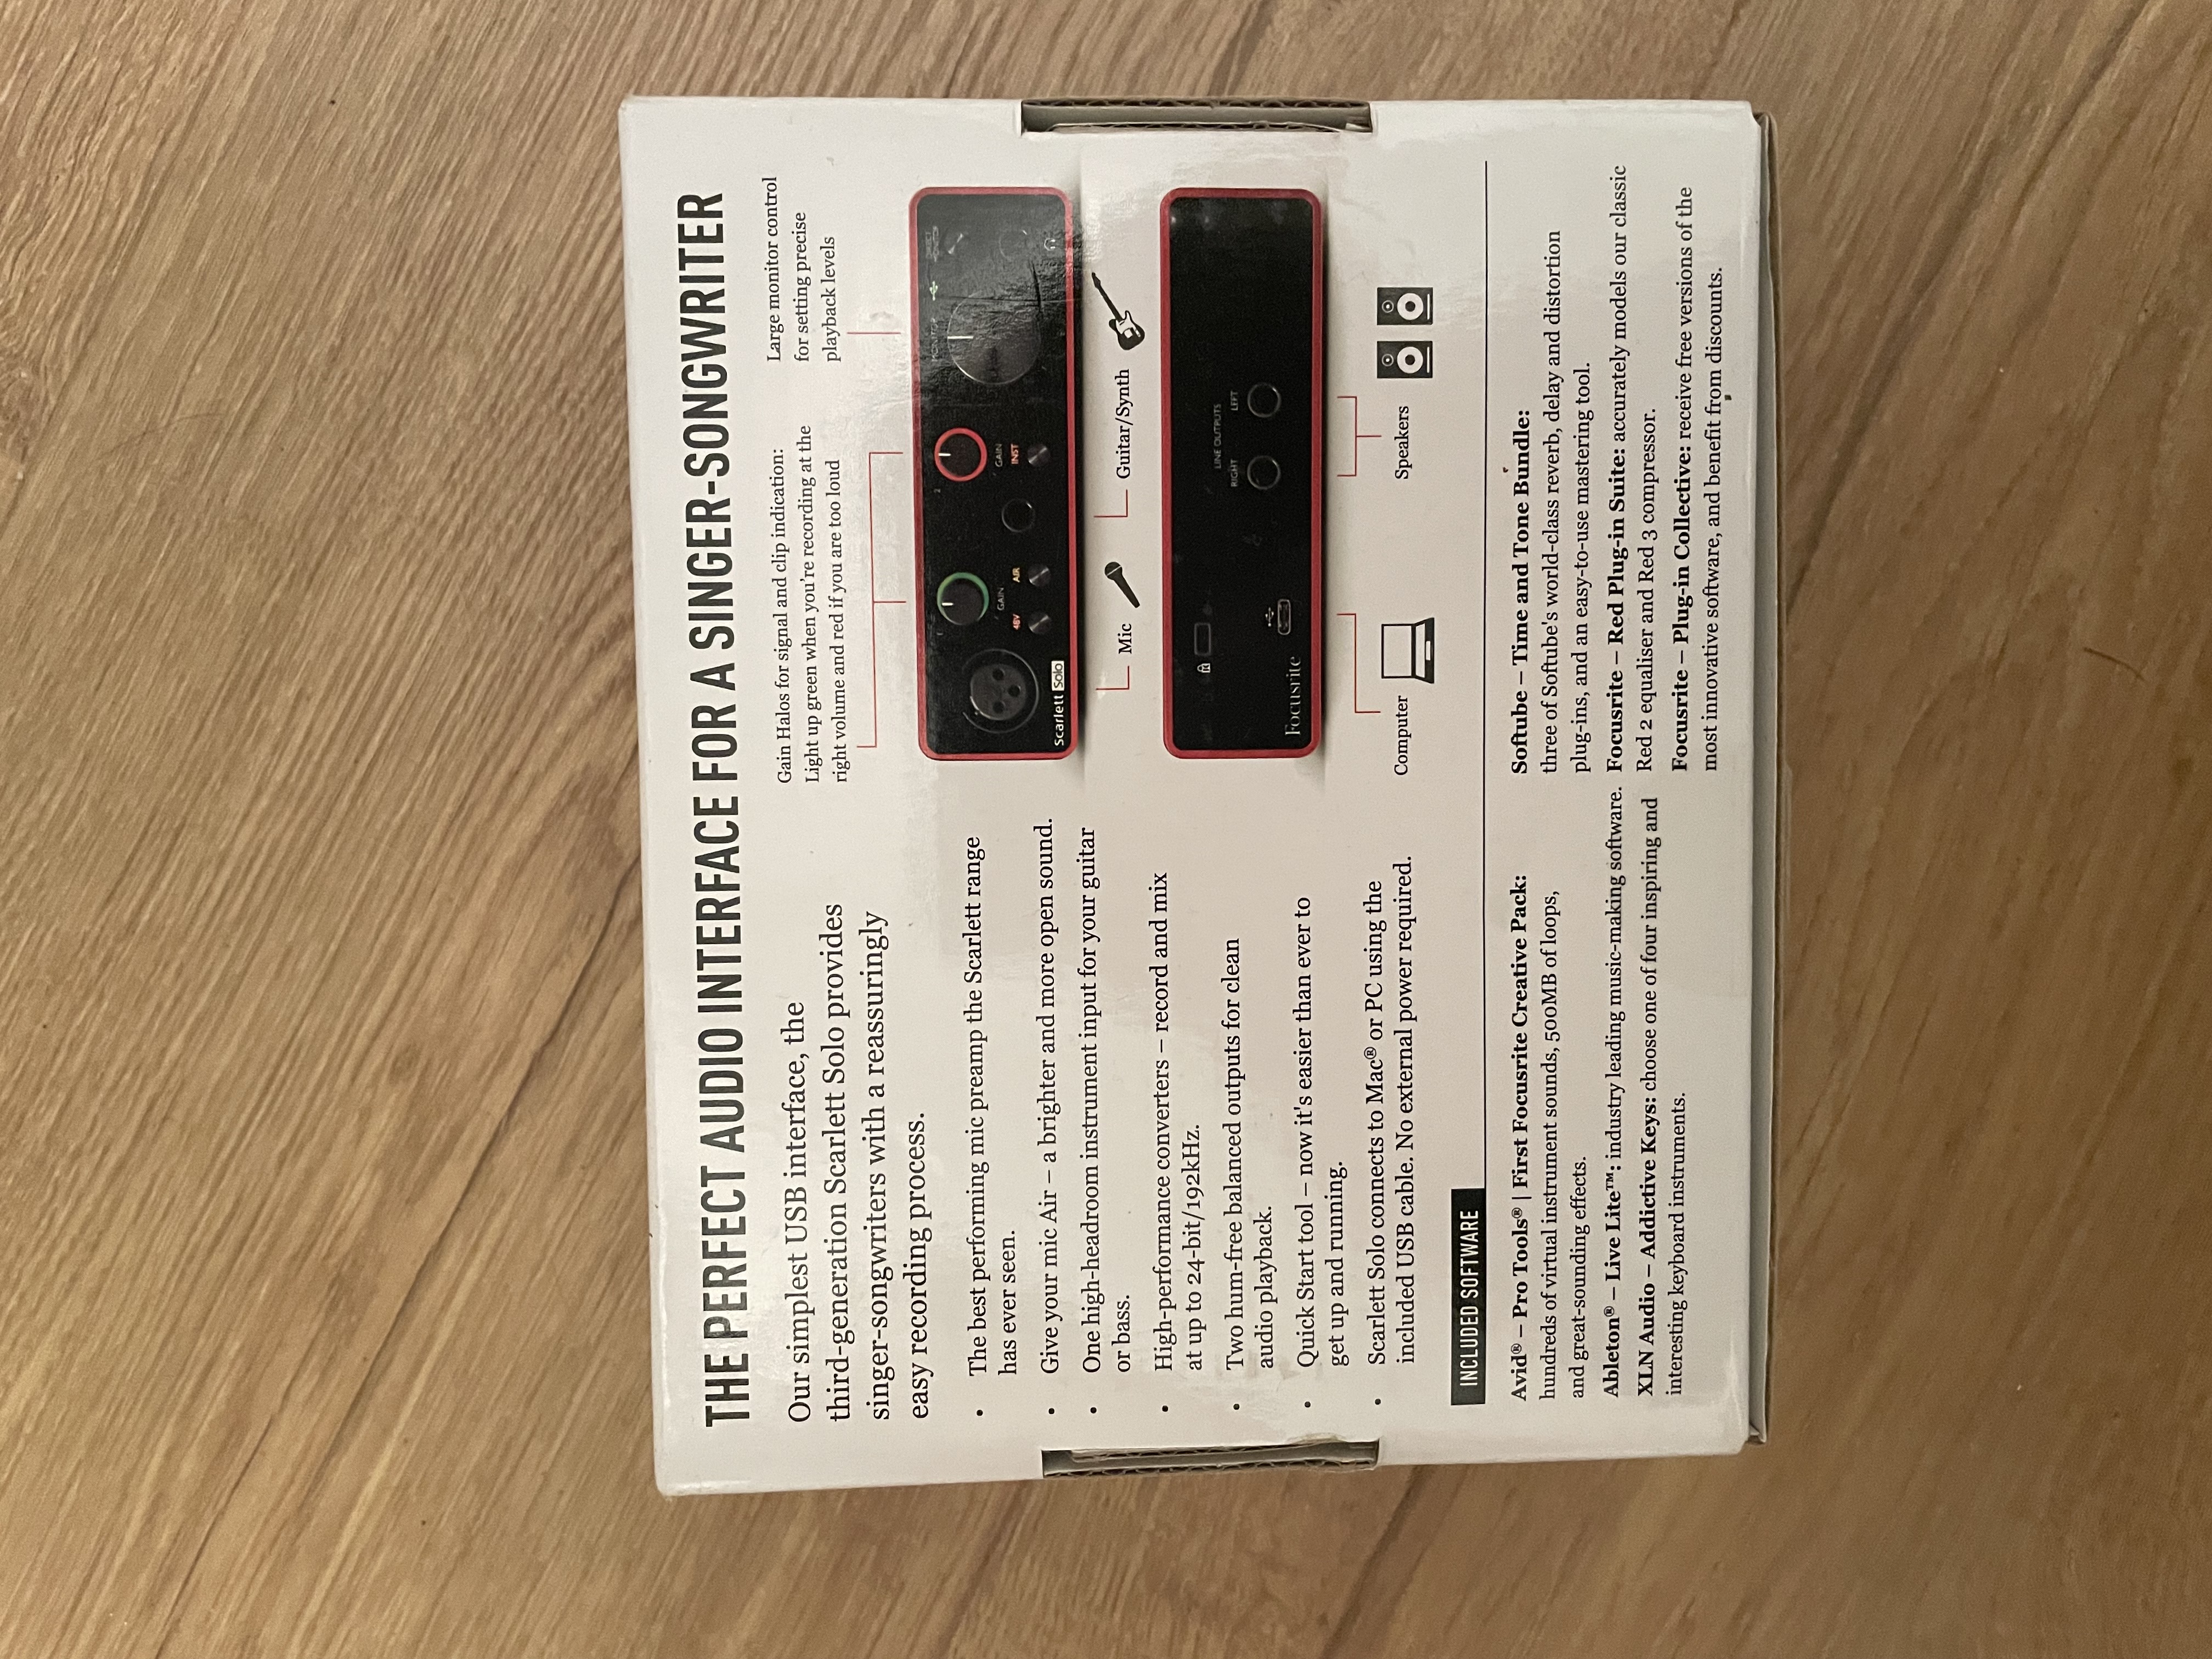 THE PERFECT AUDIO INTERFACE FOR A SINGER-SONGWRITER
Our simplest USB interface, the
third-generation Scarlett Solo provides
singer-songwriters with a reassuringly
easy recording process.
• The best performing mic preamp the Scarlett range
has ever seen.
• Give your mic Air – a brighter and more open sound.
• One high-headroom instrument input for your guitar
or bass.
• High-performance converters – record and mix
at up to 24-bit/192kHz.
• Two hum-free balanced outputs for clean
audio playback.
• Quick Start tool – now it's easier than ever to
get up and running.
• Scarlett Solo connects to Mac® or PC using the
included USB cable. No external power required.
Gain Halos for signal and clip indication:
Light up green when you're recording at the
right volume and red if you are too loud
Large monitor control
for setting precise
playback levels
GAIN
48V AIR
GAIN
INST
2
Scarlett Solo
Mic
Guitar/Synth
LINE OUTPUTS
RIGHT LEFT
Focusrite
Computer
Speakers
INCLUDED SOFTWARE
Avid® – Pro Tools® | First Focusrite Creative Pack:
hundreds of virtual instrument sounds, 500MB of loops,
and great-sounding effects.
Ableton® – Live Lite™: industry leading music-making software.
XLN Audio – Addictive Keys: choose one of four inspiring and
interesting keyboard instruments.
Softube – Time and Tone Bundle:
three of Softube's world-class reverb, delay and distortion
plug-ins, and an easy-to-use mastering tool.
Focusrite – Red Plug-in Suite: accurately models our classic
Red 2 equaliser and Red 3 compressor.
Focusrite – Plug-in Collective: receive free versions of the
most innovative software, and benefit from discounts.